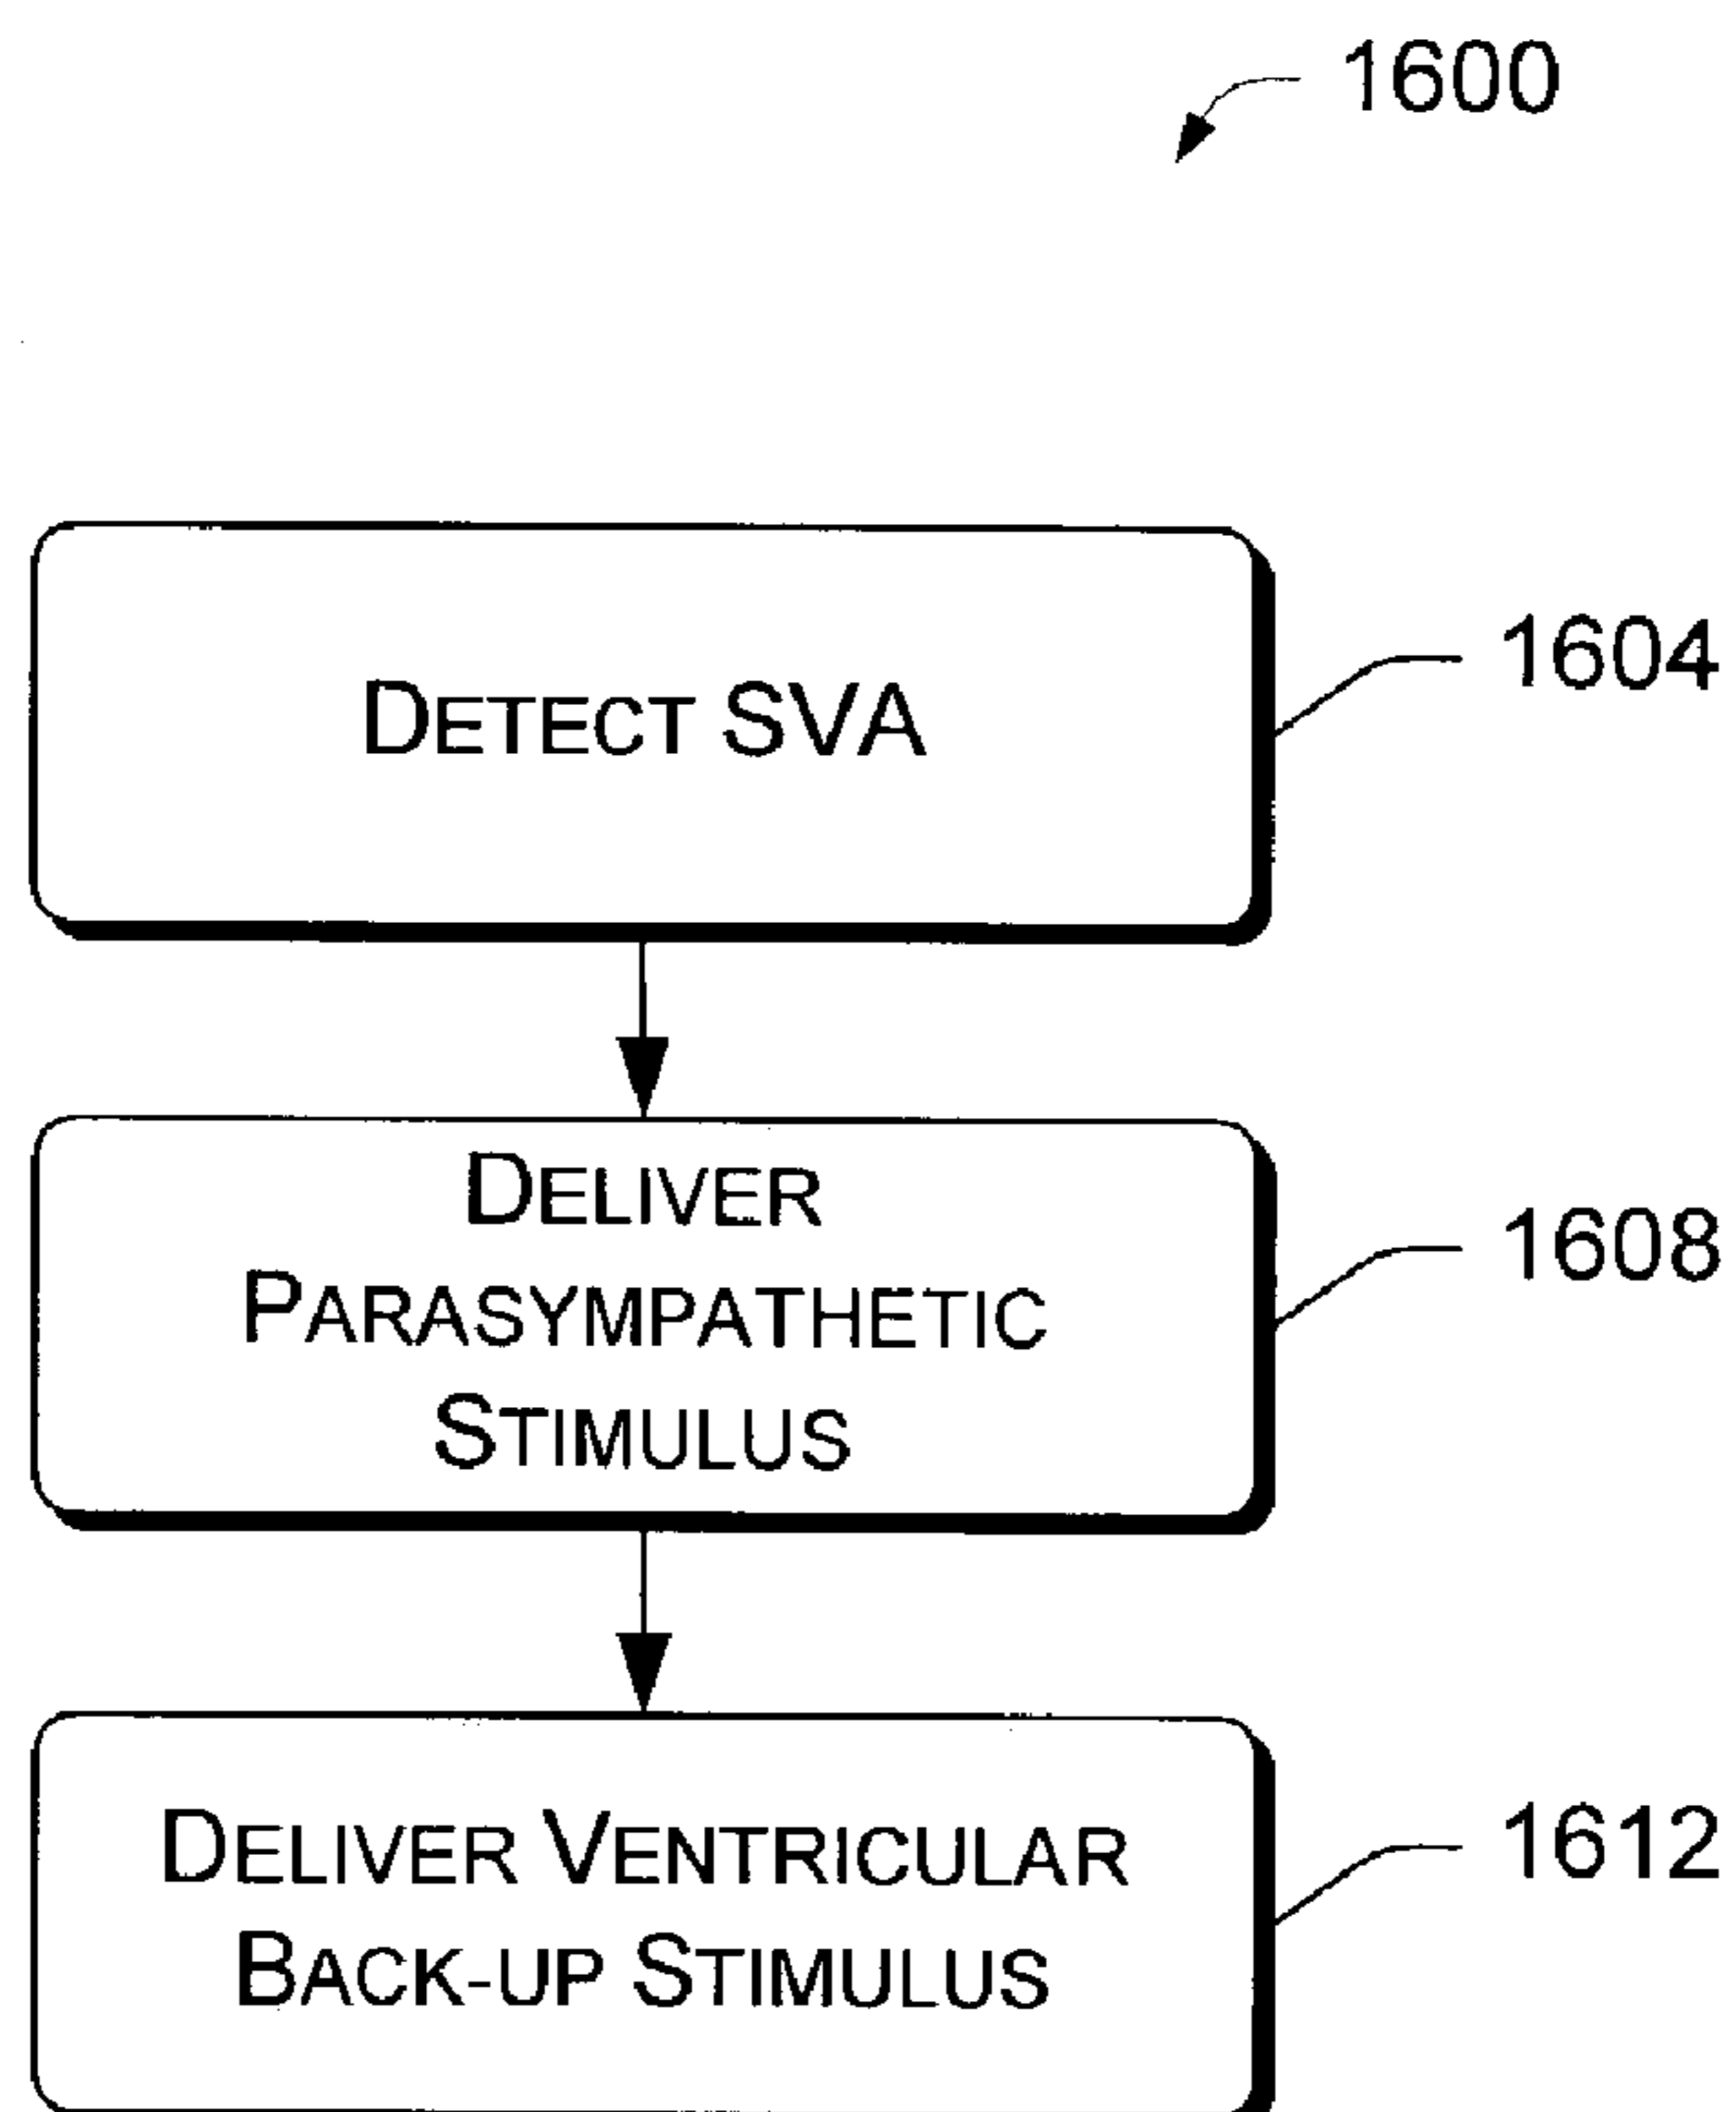 1600
DETECT SVA
1604
DELIVER
PARASYMPATHETIC
STIMULUS
1608
DELIVER VENTRICULAR
BACK-UP STIMULUS
1612